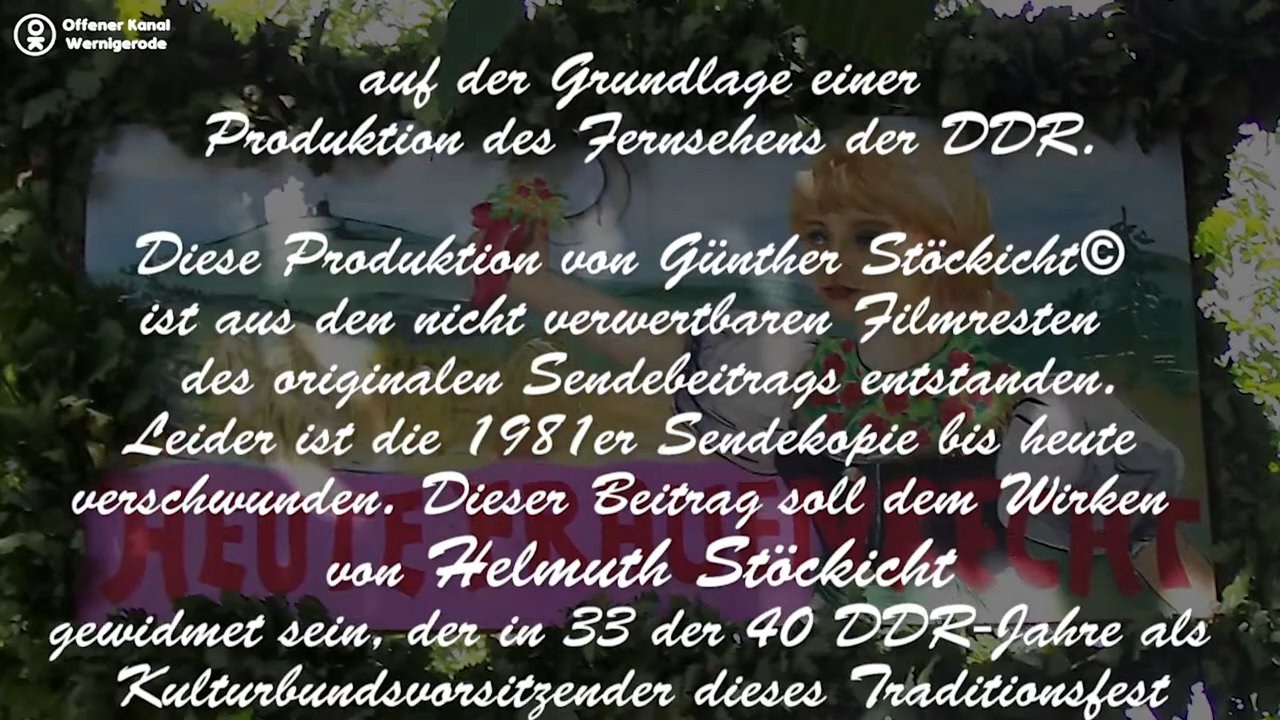 Offener Kanal
Wernigerode
auf der Grundlage einer
Produktion des Fernsehens der DDR.
Diese Produktion von Günther Stöckicht©
ist aus den nicht verwertbaren Filmresten
des originalen Sendebeitrags entstanden.
Leider ist die 1981er Sendekopie bis heute
verschwunden. Dieser Beitrag soll dem Wirken
von Helmuth Stöckicht
gewidmet sein, der in 33 der 40 DDR-Jahre als
Kulturbundsvorsitzender dieses Traditionsfest
HEUTE FRAUENRECHT